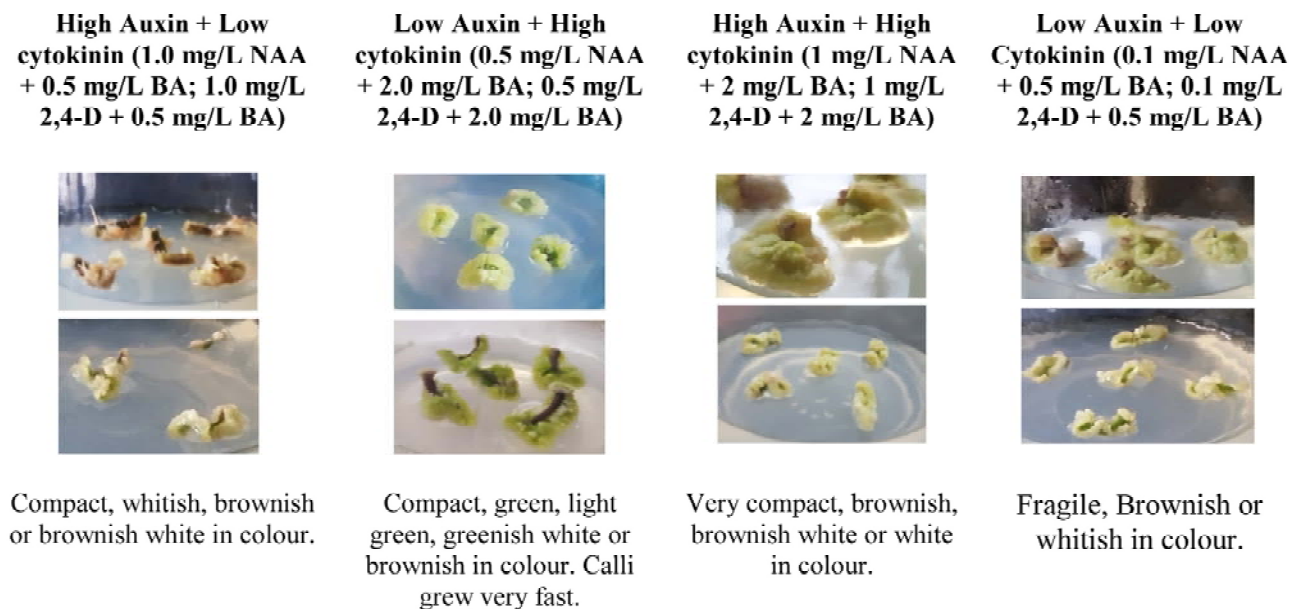 High Auxin + Low
cytokinin (1.0 mg/L NAA
+ 0.5 mg/L BA; 1.0 mg/L
2,4-D + 0.5 mg/L BA)
Low Auxin + High
cytokinin (0.5 mg/L NAA
+ 2.0 mg/L BA; 0.5 mg/L
2,4-D + 2.0 mg/L BA)
High Auxin + High
cytokinin (1 mg/L NAA
+ 2 mg/L BA; 1 mg/L
2,4-D + 2 mg/L BA)
Low Auxin + Low
Cytokinin (0.1 mg/L NAA
+ 0.5 mg/L BA; 0.1 mg/L
2,4-D + 0.5 mg/L BA)
Compact, whitish, brownish
or brownish white in colour.
Compact, green, light
green, greenish white or
brownish in colour. Calli
grew very fast.
Very compact, brownish,
brownish white or white
in colour.
Fragile, Brownish or
whitish in colour.